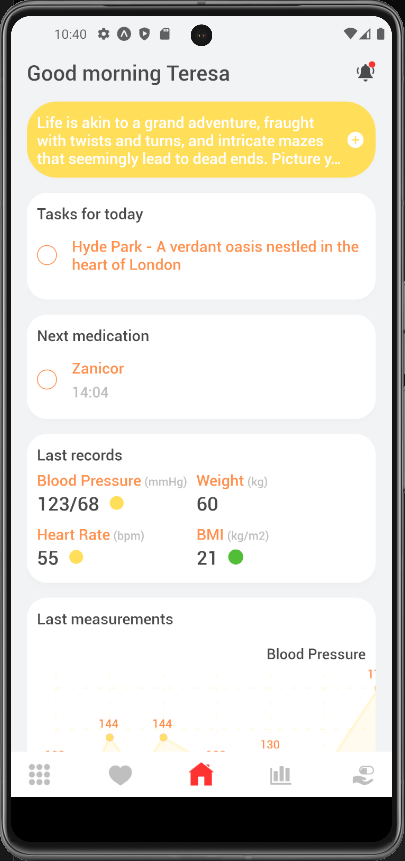 10:40
Good morning Teresa
Life is akin to a grand adventure, fraught
with twists and turns, and intricate mazes
that seemingly lead to dead ends. Picture y...
Tasks for today
Hyde Park - A verdant oasis nestled in the
heart of London
Next medication
Zanicor
14:04
Last records
Blood Pressure (mmHg) Weight (kg)
123/68 60
Heart Rate (bpm) BMI (kg/m2)
55 21
Last measurements
Blood Pressure
144 144
130